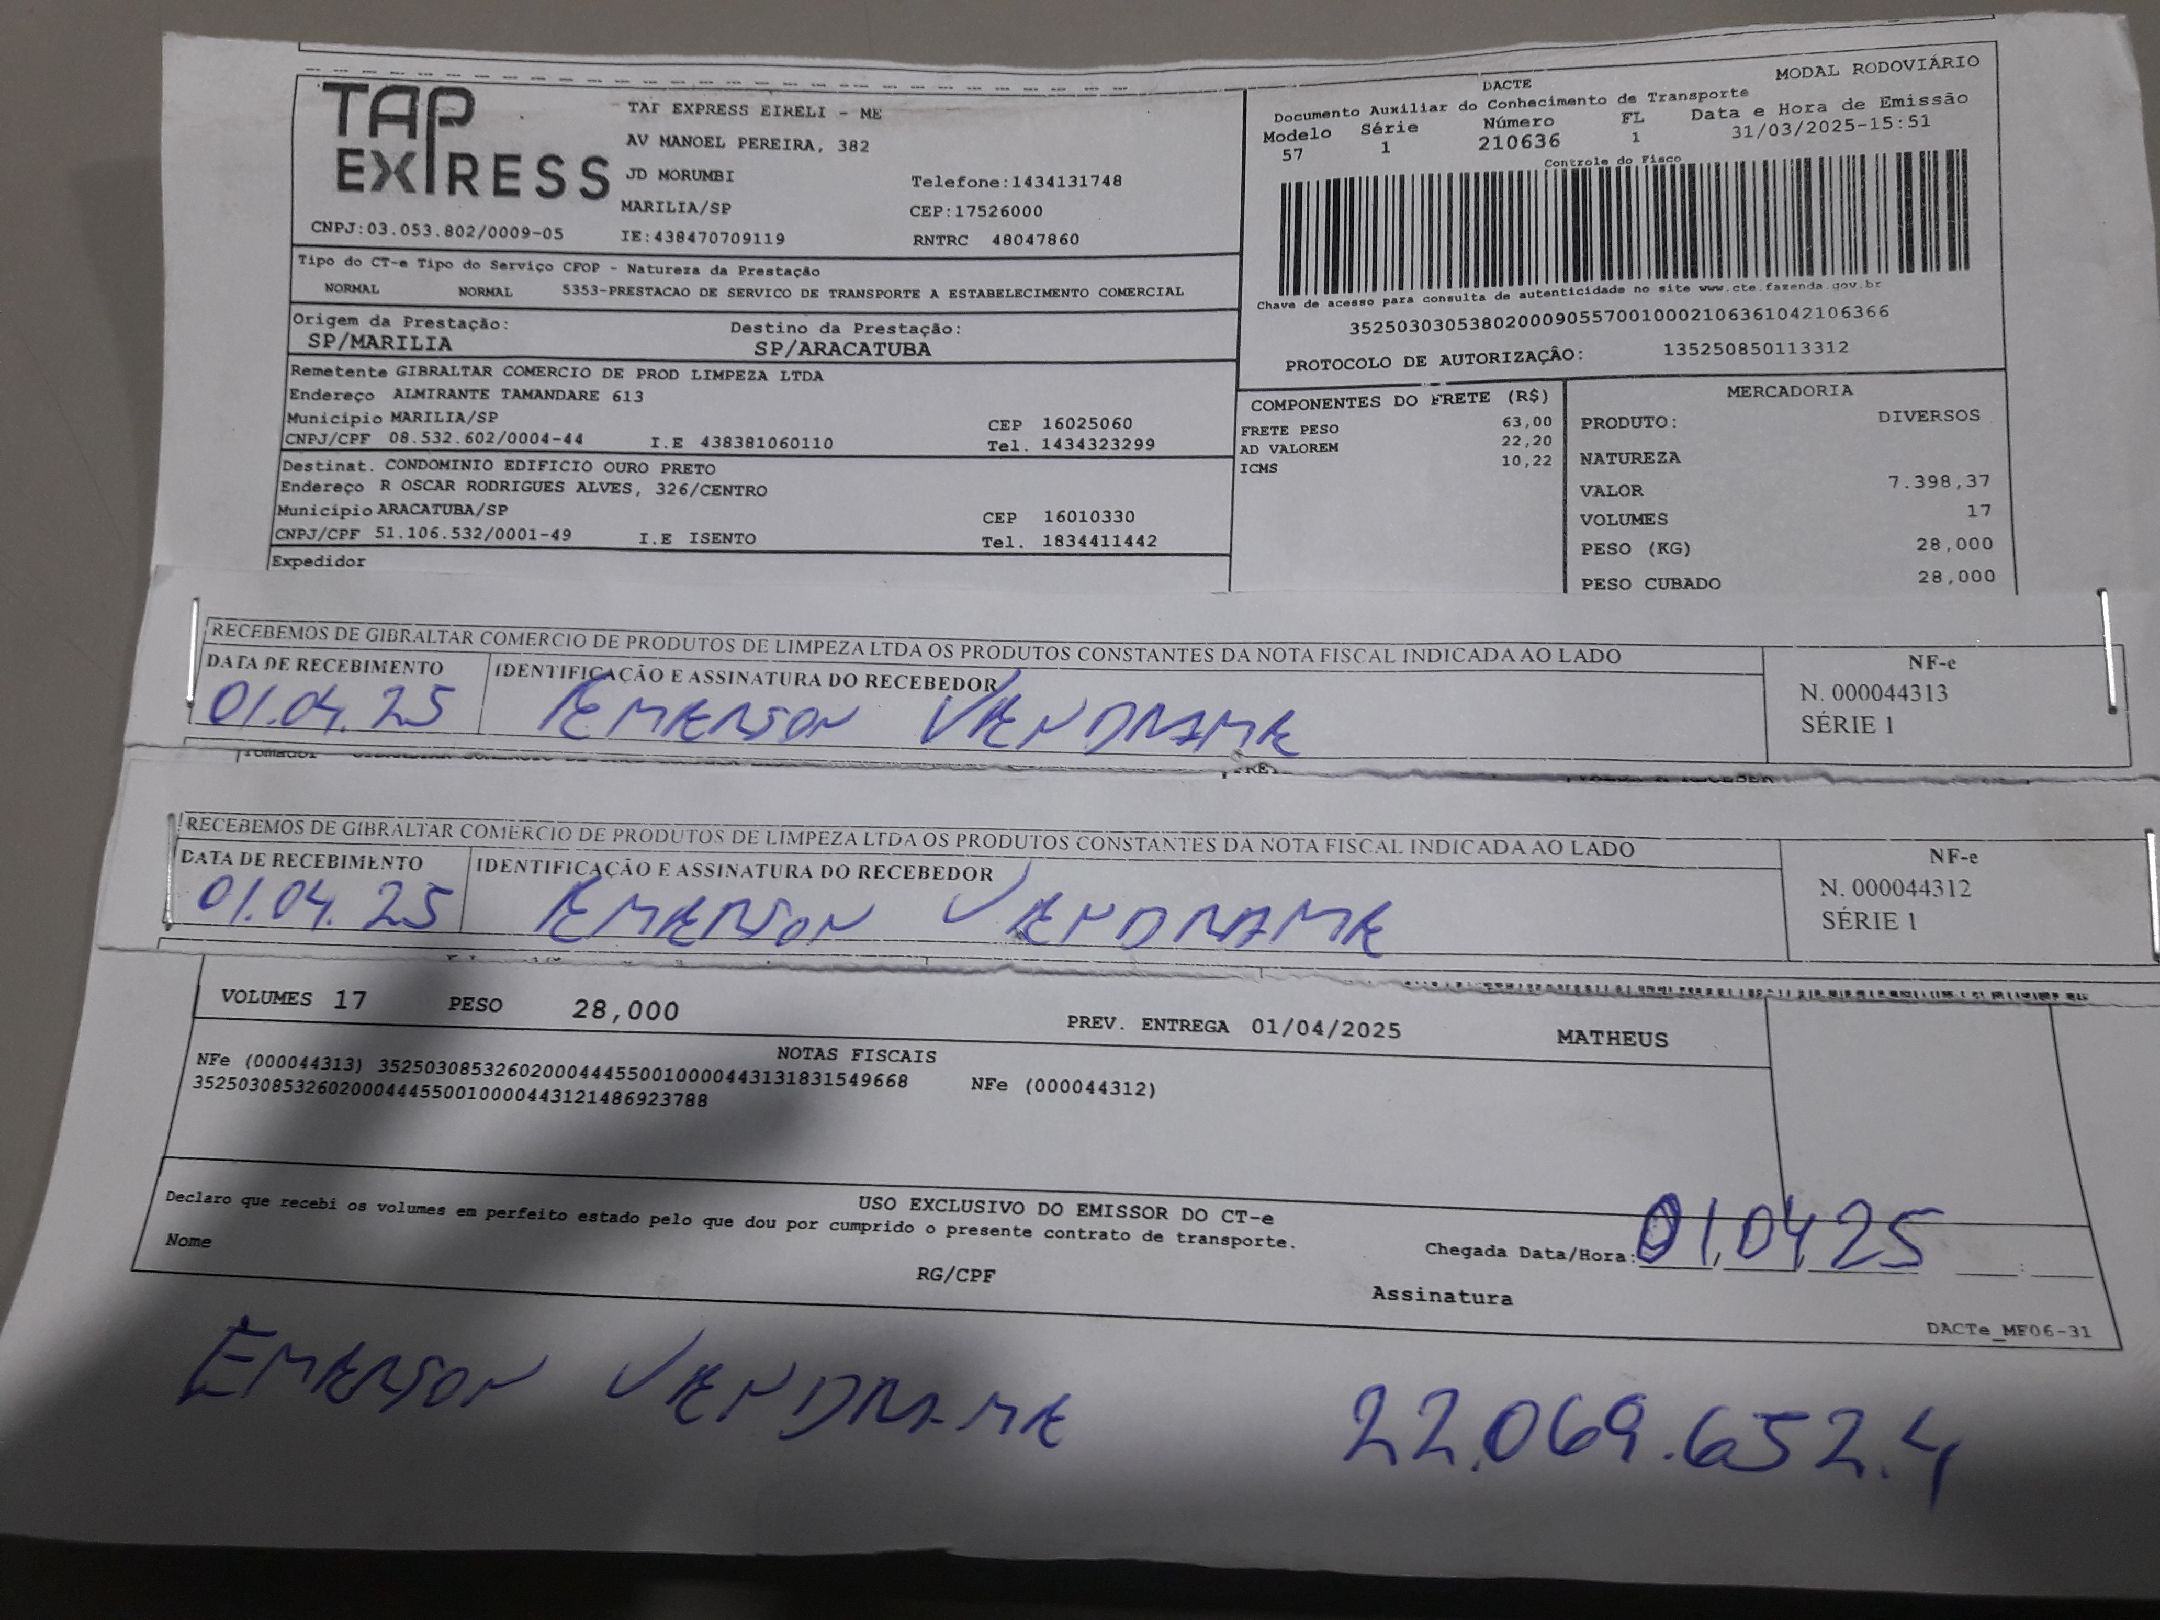 TAP EXPRESS
TAP EXPRESS EIRELI - ME
AV MANOEL PEREIRA, 382
JD MORUMBI Telefone:1434131748
MARILIA/SP CEP:17526000
CNPJ:03.053.802/0009-05 IE:438470709119 RNTRC 48047860
DACTE MODAL RODOVIÁRIO
Documento Auxiliar do Conhecimento de Transporte
Modelo Série Número FL Data e Hora de Emissão
57 1 210636 1 31/03/2025-15:51
Controle do Fisco
Chave de acesso para consulta de autenticidade no site www.cte.fazenda.gov.br
35250303053802000905570010002106361042106366
PROTOCOLO DE AUTORIZAÇÃO: 135250850113312
Tipo do CT-e Tipo do Serviço CFOP - Natureza da Prestação
NORMAL NORMAL 5353-PRESTACAO DE SERVICO DE TRANSPORTE A ESTABELECIMENTO COMERCIAL
Origem da Prestação: Destino da Prestação:
SP/MARILIA SP/ARACATUBA
Remetente GIBRALTAR COMERCIO DE PROD LIMPEZA LTDA
Endereço ALMIRANTE TAMANDARE 613
Município MARILIA/SP CEP 16025060
CNPJ/CPF 08.532.602/0004-44 I.E 438381060110 Tel. 1434323299
Destinat. CONDOMINIO EDIFICIO OURO PRETO
Endereço R OSCAR RODRIGUES ALVES, 326/CENTRO
Município ARACATUBA/SP CEP 16010330
CNPJ/CPF 51.106.532/0001-49 I.E ISENTO Tel. 1834411442
Expedidor
COMPONENTES DO FRETE (R$)
FRETE PESO 63,00
AD VALOREM 22,20
ICMS 10,22
MERCADORIA
PRODUTO: DIVERSOS
NATUREZA
VALOR 7.398,37
VOLUMES 17
PESO (KG) 28,000
PESO CUBADO 28,000
RECEBEMOS DE GIBRALTAR COMERCIO DE PRODUTOS DE LIMPEZA LTDA OS PRODUTOS CONSTANTES DA NOTA FISCAL INDICADA AO LADO
DATA DE RECEBIMENTO IDENTIFICAÇÃO E ASSINATURA DO RECEBEDOR
01.04.25 EMERSON VENDRAME
NF-e
N. 000044313
SÉRIE 1
Tomador
RECEBEMOS DE GIBRALTAR COMERCIO DE PRODUTOS DE LIMPEZA LTDA OS PRODUTOS CONSTANTES DA NOTA FISCAL INDICADA AO LADO
DATA DE RECEBIMENTO IDENTIFICAÇÃO E ASSINATURA DO RECEBEDOR
01.04.25 EMERSON VENDRAME
NF-e
N. 000044312
SÉRIE 1
VOLUMES 17 PESO 28,000 PREV. ENTREGA 01/04/2025 MATHEUS
NOTAS FISCAIS
NFe (000044313) 35250308532602000444550010000443131831549668 NFe (000044312)
35250308532602000444550010000443121486923788
USO EXCLUSIVO DO EMISSOR DO CT-e
Declaro que recebi os volumes em perfeito estado pelo que dou por cumprido o presente contrato de transporte.
Chegada Data/Hora: 01,04,25
Nome RG/CPF Assinatura
DACTe_MF06-31
EMERSON VENDRAME 22.069.652.4